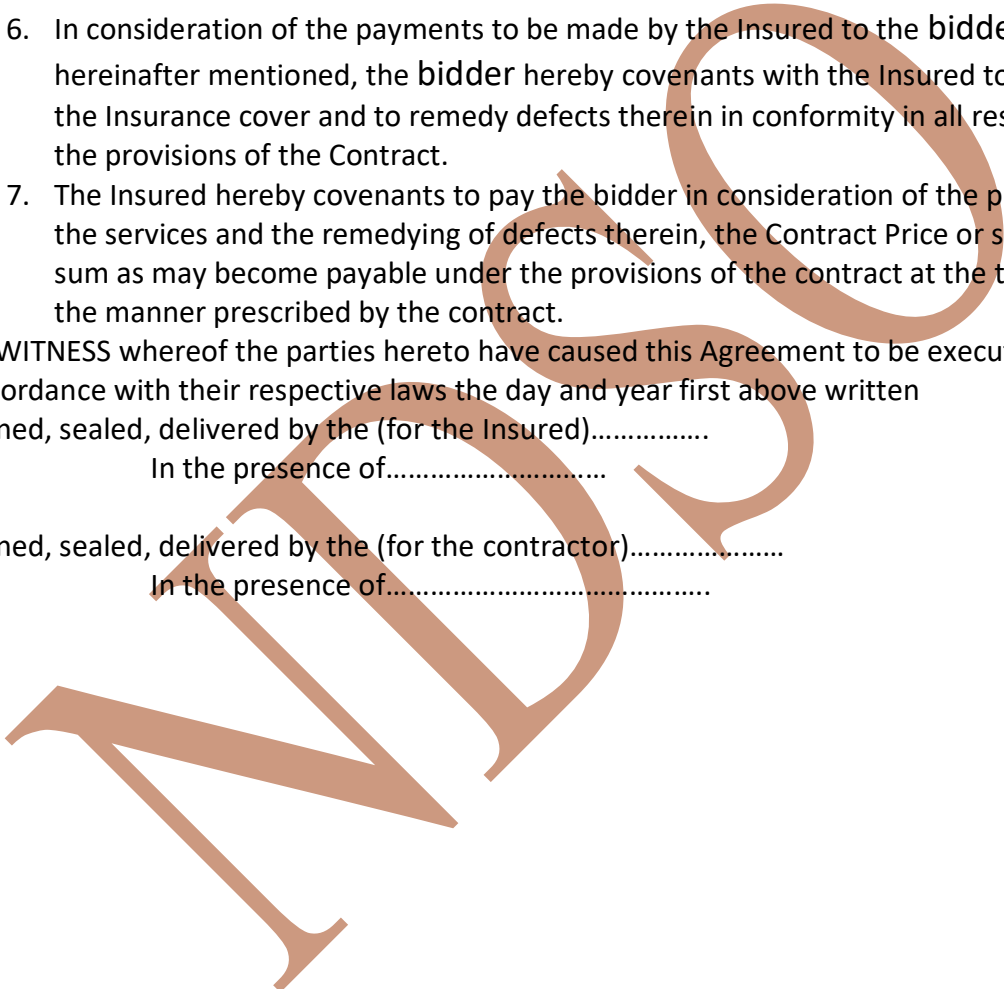 6. In consideration of the payments to be made by the Insured to the bidde
hereinafter mentioned, the bidder hereby covenants with the Insured to
the Insurance cover and to remedy defects therein in conformity in all res
the provisions of the Contract.
7. The Insured hereby covenants to pay the bidder in consideration of the p
the services and the remedying of defects therein, the Contract Price or s
sum as may become payable under the provisions of the contract at the t
the manner prescribed by the contract.
WITNESS whereof the parties hereto have caused this Agreement to be execu
ordance with their respective laws the day and year first above written
ned, sealed, delivered by the (for the Insured)…………….
In the presence of…………………………
ned, sealed, delivered by the (for the contractor)…………………
In the presence of……………………………………..
NDSO